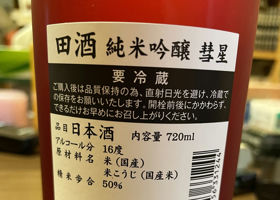 田酒 純米吟醸 彗星
要 冷 蔵
ご購入後は品質保持の為、直射日光を避け、冷蔵で
の保存をお願いいたします。開栓前後にかかわらず、
できるだけお早めにお召し上がりください。
品目 日本酒 内容量 720ml
アルコール分 16度
原材料名 米(国産)
米こうじ(国産米)
精米歩合 50%